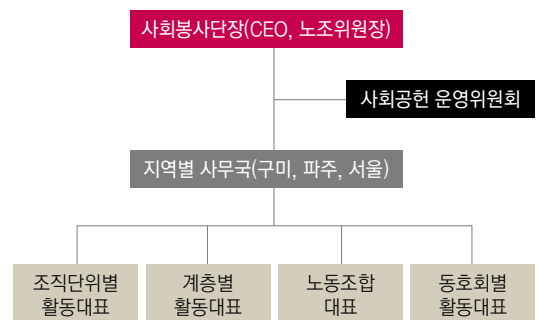 사회봉사단장(CEO, 노조위원장)
사회공헌 운영위원회
지역별 사무국(구미, 파주, 서울)
조직단위별
활동대표
계층별
활동대표
노동조합
대표
동호회별
활동대표